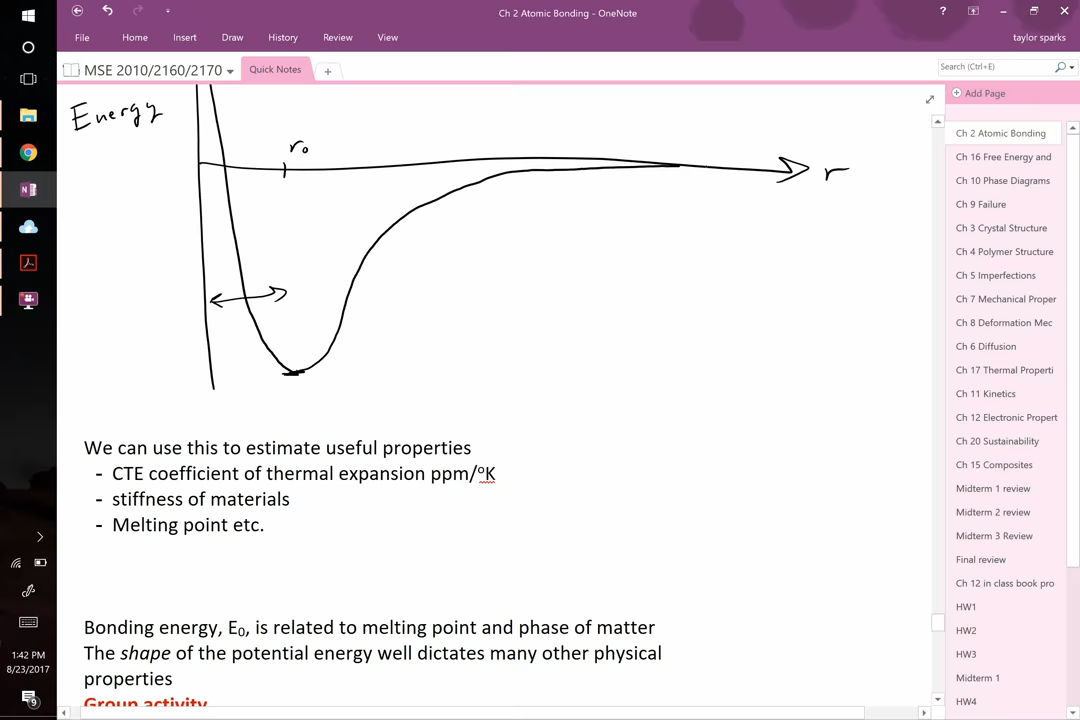 Ch 2 Atomic Bonding - OneNote
?
File
Home
Insert
Draw
History
Review
View
taylor sparks
MSE 2010/2160/2170
Quick Notes
+
Search (Ctrl+E)
Energy
r₀
r
We can use this to estimate useful properties
- CTE coefficient of thermal expansion ppm/°K
- stiffness of materials
- Melting point etc.
Bonding energy, E₀, is related to melting point and phase of matter
The shape of the potential energy well dictates many other physical
properties
Group activity
Add Page
Ch 2 Atomic Bonding
Ch 16 Free Energy and
Ch 10 Phase Diagrams
Ch 9 Failure
Ch 3 Crystal Structure
Ch 4 Polymer Structure
Ch 5 Imperfections
Ch 7 Mechanical Proper
Ch 8 Deformation Mec
Ch 6 Diffusion
Ch 17 Thermal Properti
Ch 11 Kinetics
Ch 12 Electronic Propert
Ch 20 Sustainability
Ch 15 Composites
Midterm 1 review
Midterm 2 review
Midterm 3 Review
Final review
Ch 12 in class book pro
HW1
HW2
HW3
Midterm 1
HW4
1:42 PM
8/23/2017
9